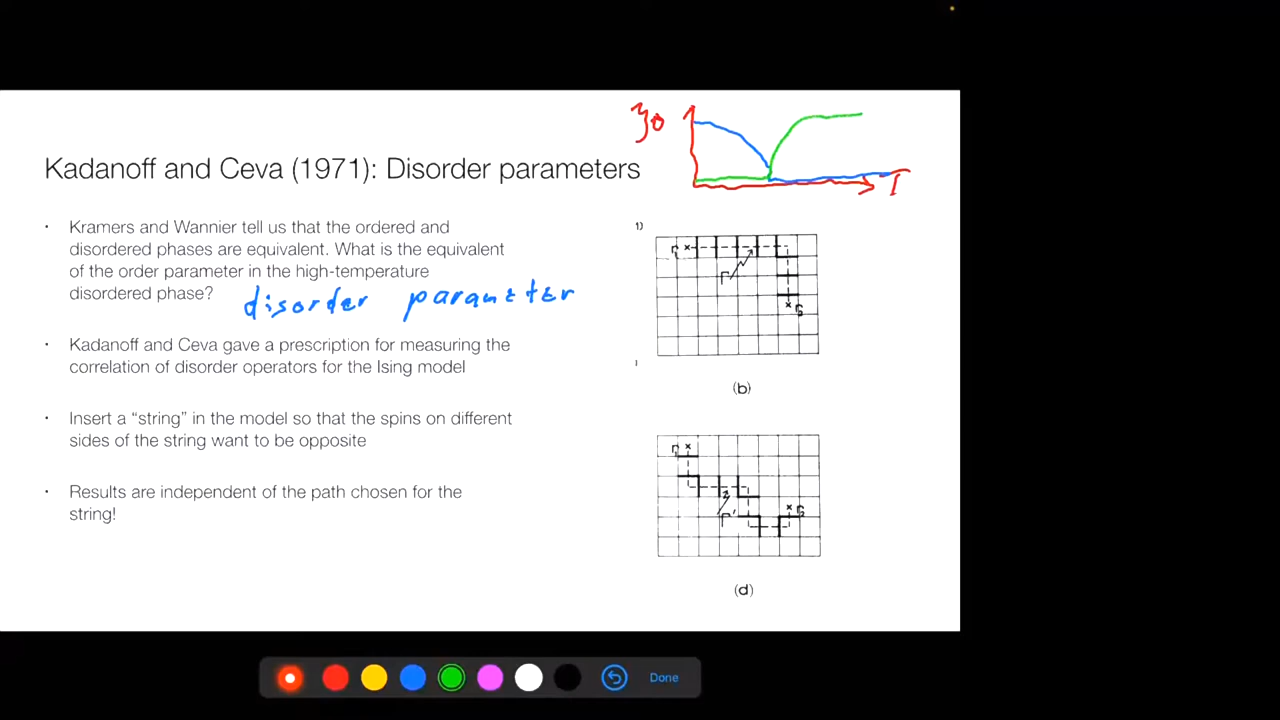 Kadanoff and Ceva (1971): Disorder parameters
· Kramers and Wannier tell us that the ordered and
disordered phases are equivalent. What is the equivalent
of the order parameter in the high-temperature
disordered phase?
disorder parameter
· Kadanoff and Ceva gave a prescription for measuring the
correlation of disorder operators for the Ising model
· Insert a “string” in the model so that the spins on different
sides of the string want to be opposite
· Results are independent of the path chosen for the
string!
T
Γ
(b)
Γ'
(d)
Done